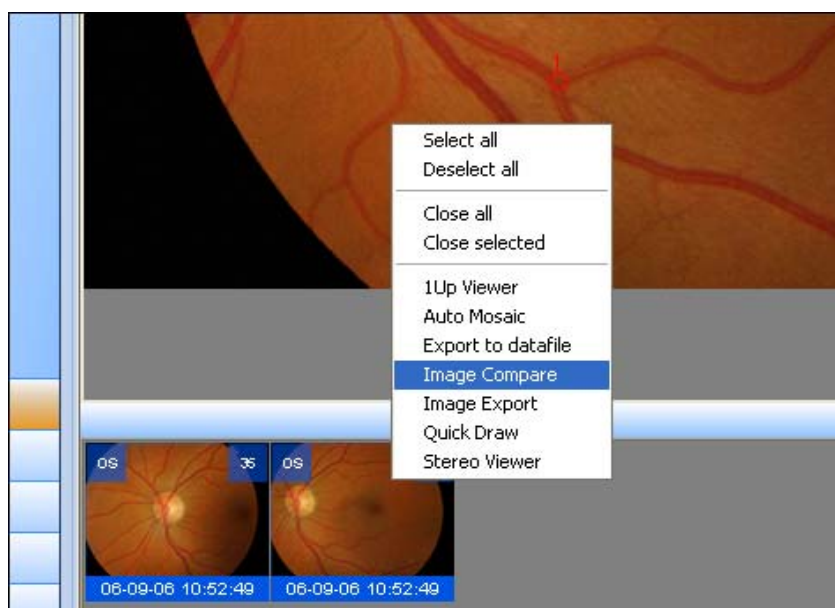 Select all
Deselect all
Close all
Close selected
1Up Viewer
Auto Mosaic
Export to datafile
Image Compare
Image Export
Quick Draw
Stereo Viewer
OS 35 OS
06-09-06 10:52:49 06-09-06 10:52:49